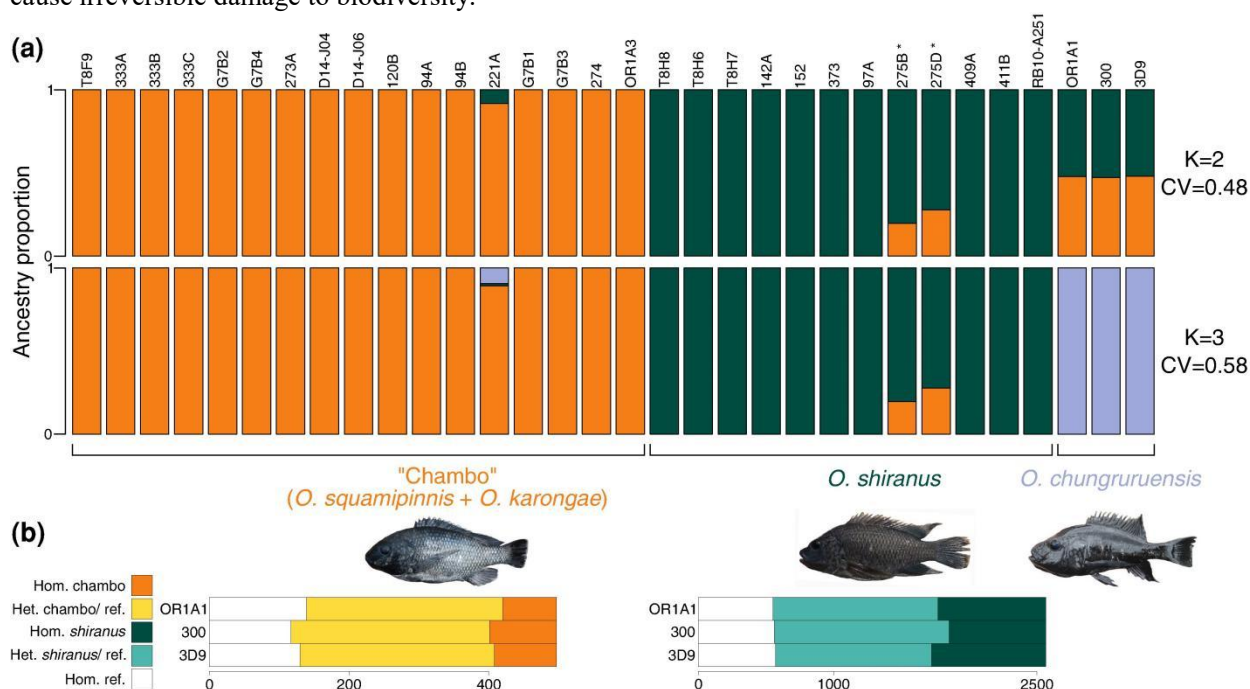 cause irreversible damage to biodiversity.
(a)
T8F9 333A 333B 333C G7B2 G7B4 273A D14-J04 D14-J06 120B 94A 94B 221A G7B1 G7B3 274 OR1A3 T8H8 T8H6 T8H7 142A 152 373 97A 275B * 275D * 409A 411B RB10-A251 OR1A1 300 3D9
1
K=2
CV=0.48
0
Ancestry proportion
1
K=3
CV=0.58
0
"Chambo"
(O. squamipinnis + O. karongae)
O. shiranus
O. chungruruensis
(b)
Hom. chambo
Het. chambo/ ref.
Hom. shiranus
Het. shiranus/ ref.
Hom. ref.
OR1A1
300
3D9
0 200 400
OR1A1
300
3D9
0 1000 2500